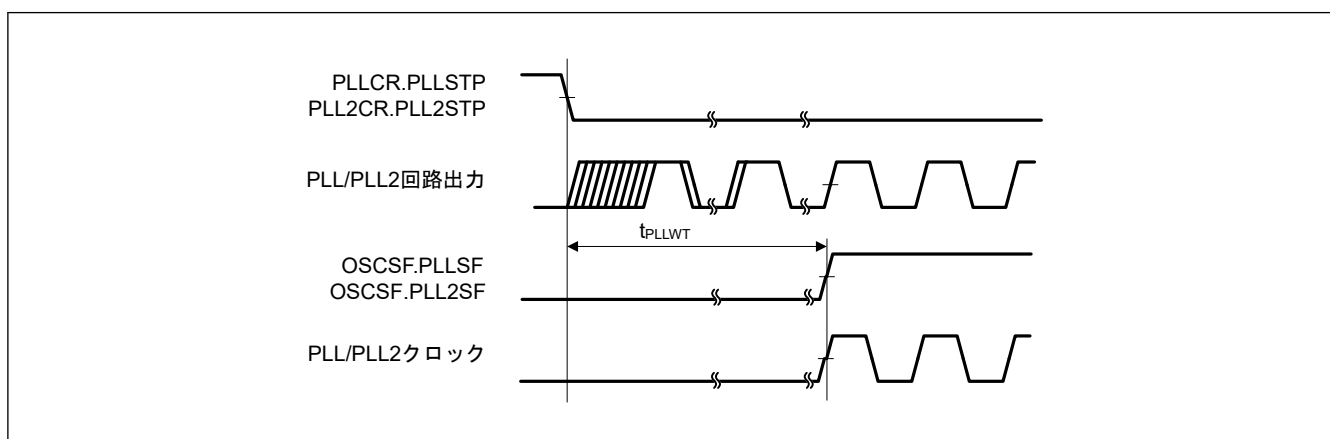 PLLCR.PLLSTP
PLL2CR.PLL2STP
PLL/PLL2回路出力
tPLLWT
OSCSF.PLLSF
OSCSF.PLL2SF
PLL/PLL2クロック